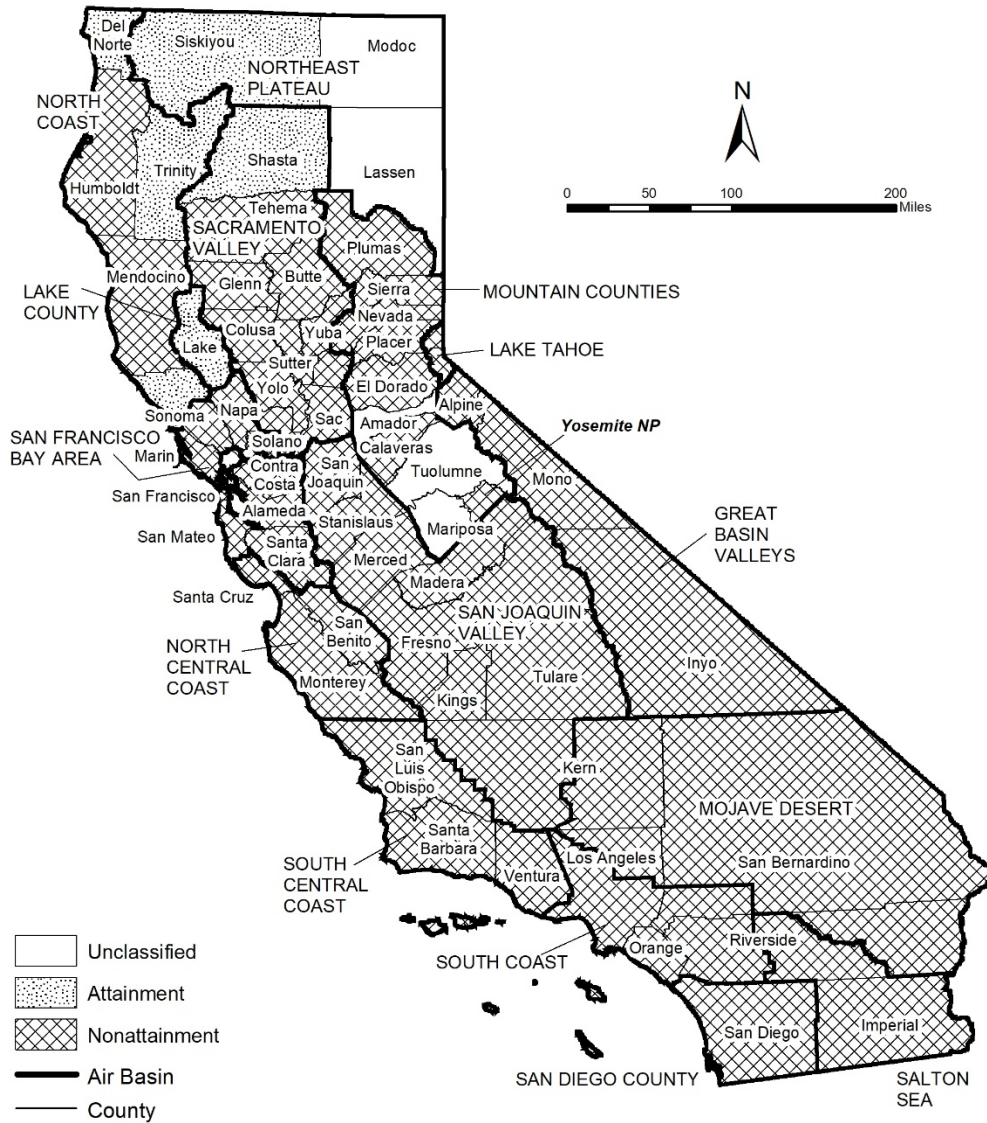 Del
Norte
Siskiyou
Modoc
NORTHEAST
PLATEAU
NORTH
COAST
N
Trinity
Shasta
Lassen
Humboldt
0 50 100 200
Miles
Tehema
SACRAMENTO
VALLEY
Plumas
Mendocino
Glenn
Butte
Sierra
LAKE
COUNTY
MOUNTAIN COUNTIES
Nevada
Colusa
Yuba
Placer
Lake
LAKE TAHOE
Sutter
Yolo
El Dorado
Napa
Sonoma
Sac
Alpine
Amador
Yosemite NP
SAN FRANCISCO
BAY AREA
Solano
Calaveras
Marin
Contra
Costa
San
Joaquin
Tuolumne
Mono
San Francisco
Alameda
Stanislaus
Mariposa
GREAT
BASIN
VALLEYS
San Mateo
Santa
Clara
Merced
Madera
Santa Cruz
SAN JOAQUIN
VALLEY
San
Benito
Fresno
NORTH
CENTRAL
COAST
Inyo
Monterey
Tulare
Kings
San
Luis
Obispo
Kern
MOJAVE DESERT
Santa
Barbara
Los Angeles
San Bernardino
SOUTH
CENTRAL
COAST
Ventura
Orange
Riverside
SOUTH COAST
San Diego
Imperial
SAN DIEGO COUNTY
SALTON
SEA
Unclassified
Attainment
Nonattainment
Air Basin
County